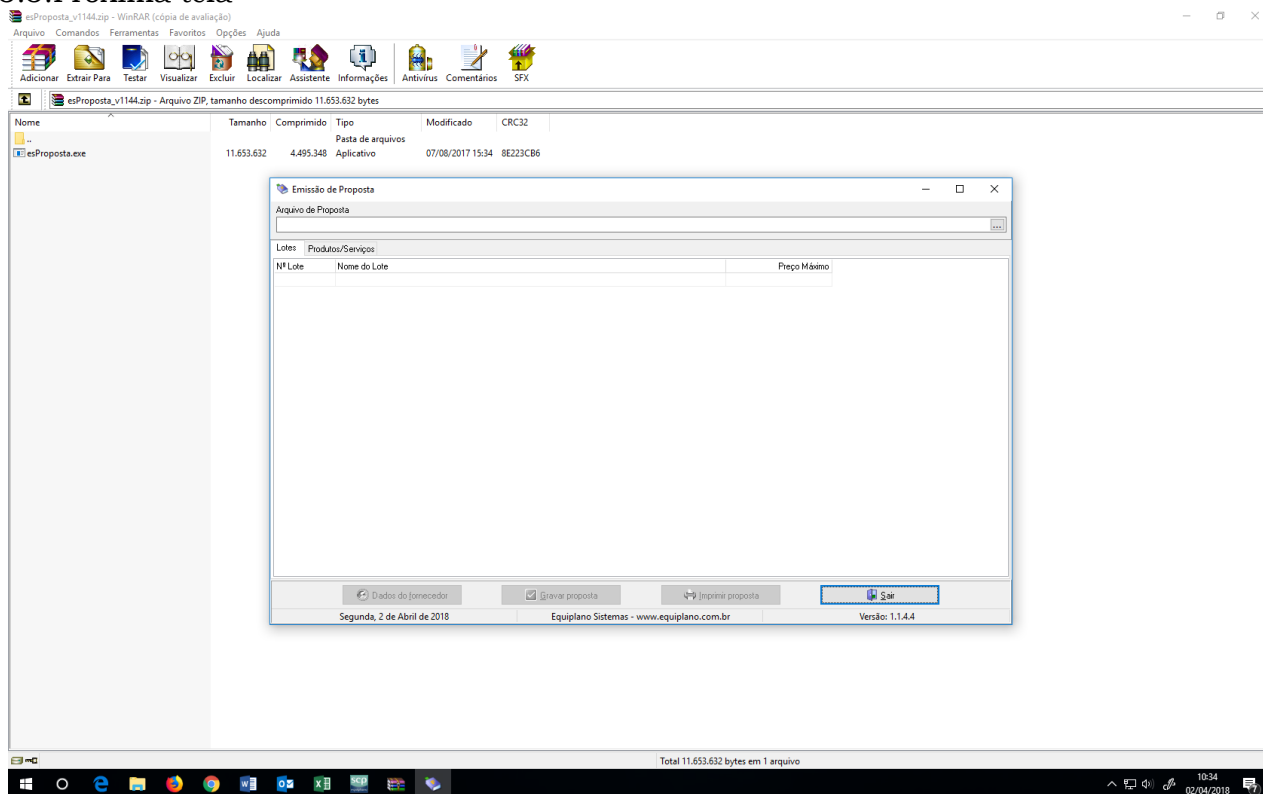 esProposta_v1144.zip - WinRAR (cópia de avaliação)
Arquivo Comandos Ferramentas Favoritos Opções Ajuda
Adicionar Extrair Para Testar Visualizar Excluir Localizar Assistente Informações Antivírus Comentários SFX
esProposta_v1144.zip - Arquivo ZIP, tamanho descomprimido 11.653.632 bytes
Nome Tamanho Comprimido Tipo Modificado CRC32
.. Pasta de arquivos
esProposta.exe 11.653.632 4.495.348 Aplicativo 07/08/2017 15:34 8E223CB6
Emissão de Proposta
Arquivo de Proposta
...
Lotes Produtos/Serviços
Nº Lote Nome do Lote Preço Máximo
Dados do fornecedor Gravar proposta Imprimir proposta Sair
Segunda, 2 de Abril de 2018 Equiplano Sistemas - www.equiplano.com.br Versão: 1.1.4.4
Total 11.653.632 bytes em 1 arquivo
10:34
02/04/2018